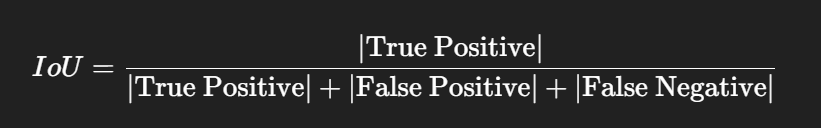 IoU = |True Positive| / |True Positive| + |False Positive| + |False Negative|